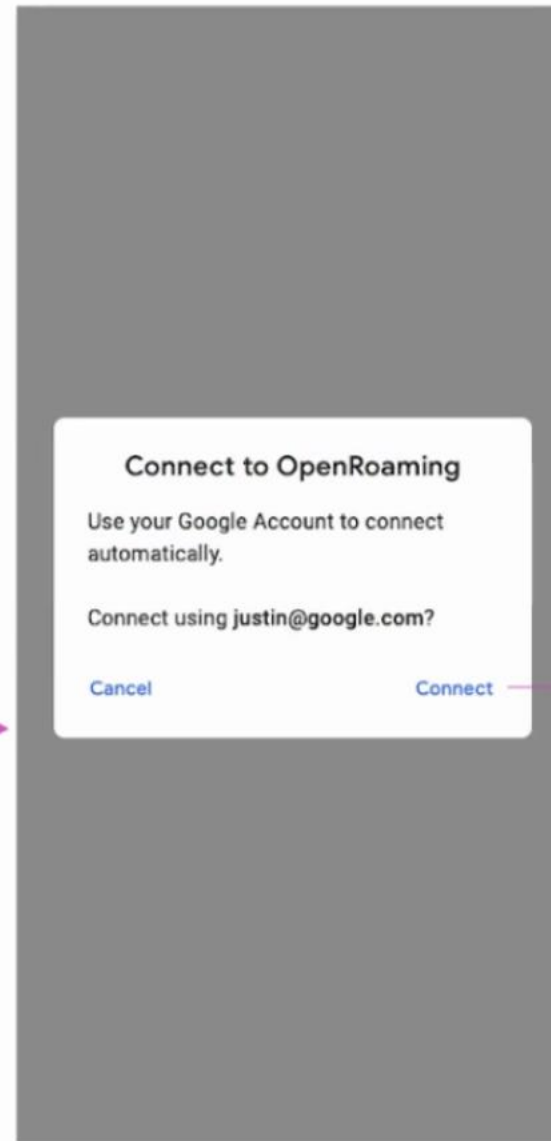 Connect to OpenRoaming
Use your Google Account to connect
automatically.
Connect using justin@google.com?
Cancel
Connect